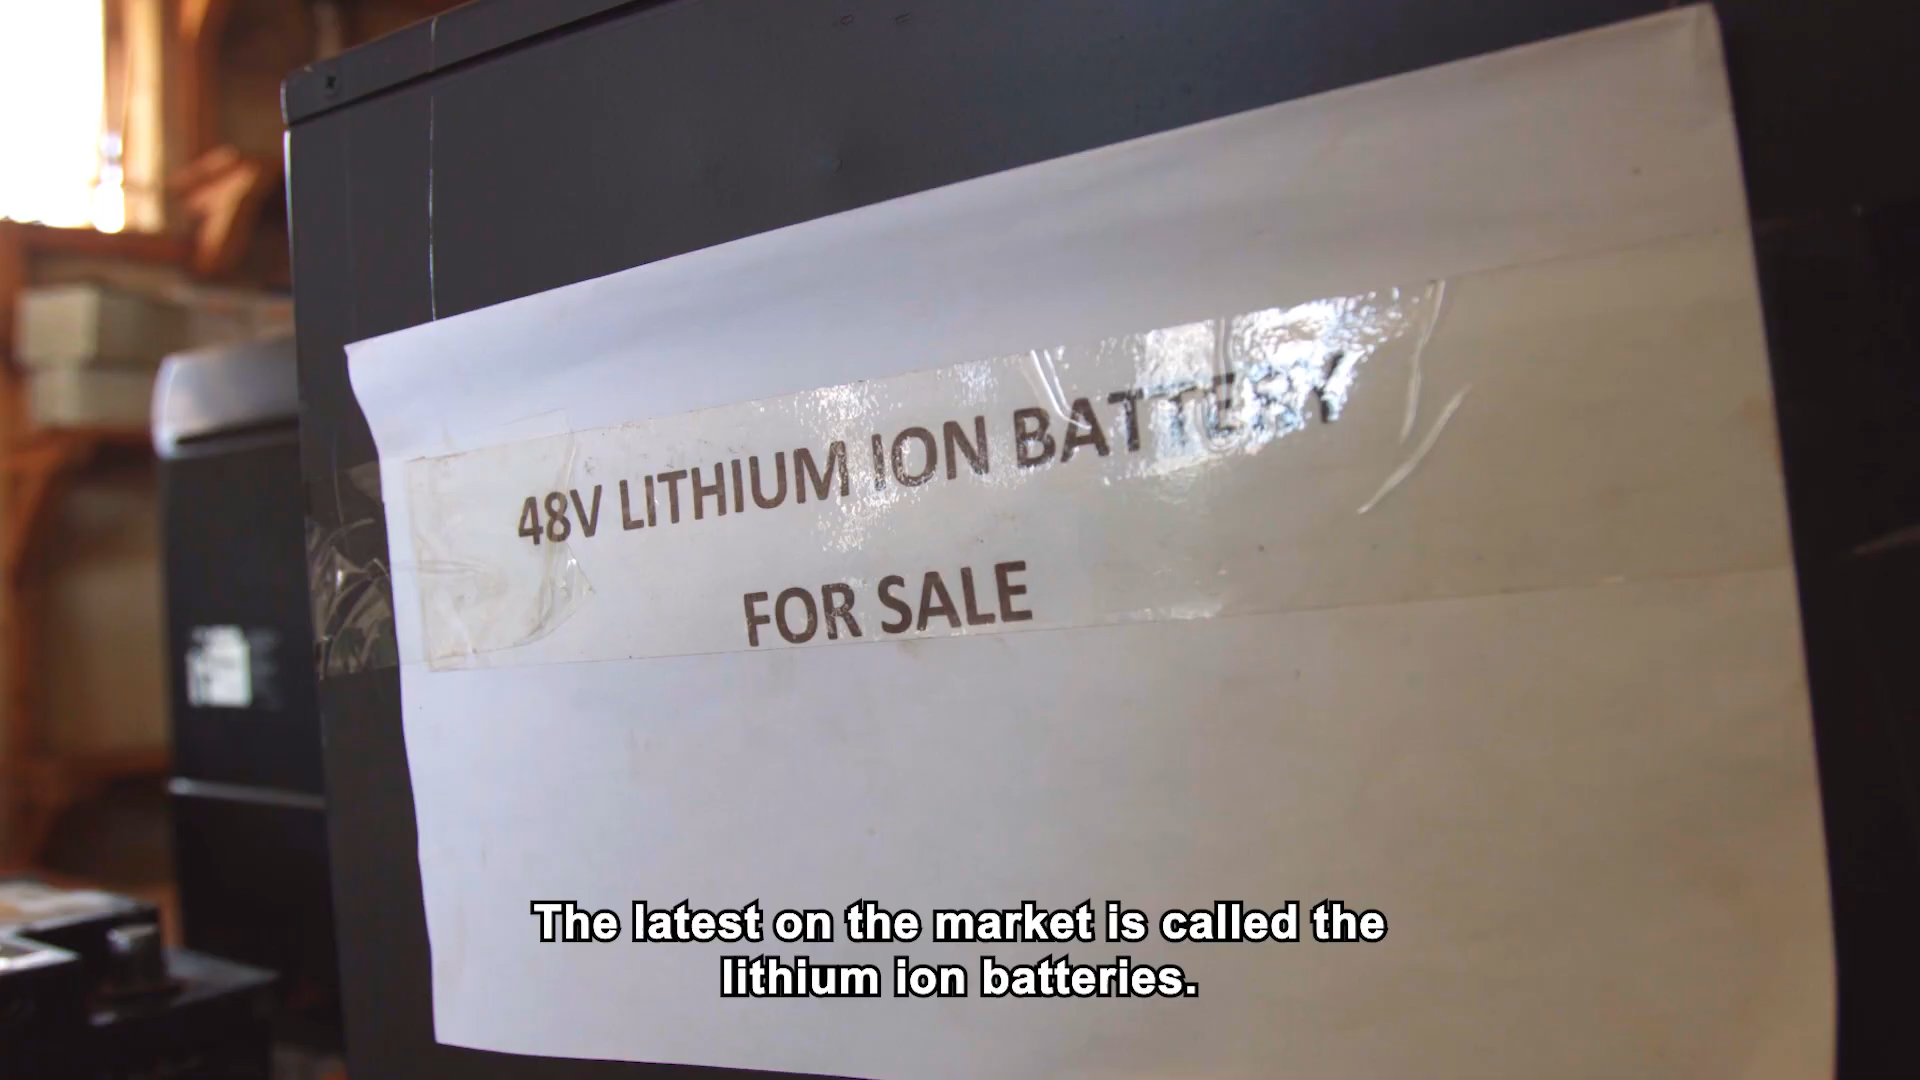 48V LITHIUM ION BATTERY
FOR SALE
The latest on the market is called the
lithium ion batteries.